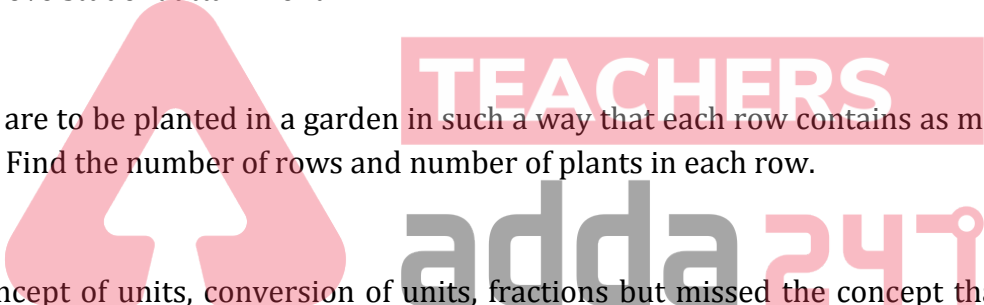 TEACHERS
are to be planted in a garden in such a way that each row contains as
Find the number of rows and number of plants in each row.
adda 247
of units, conversion of units, fractions but missed the concept